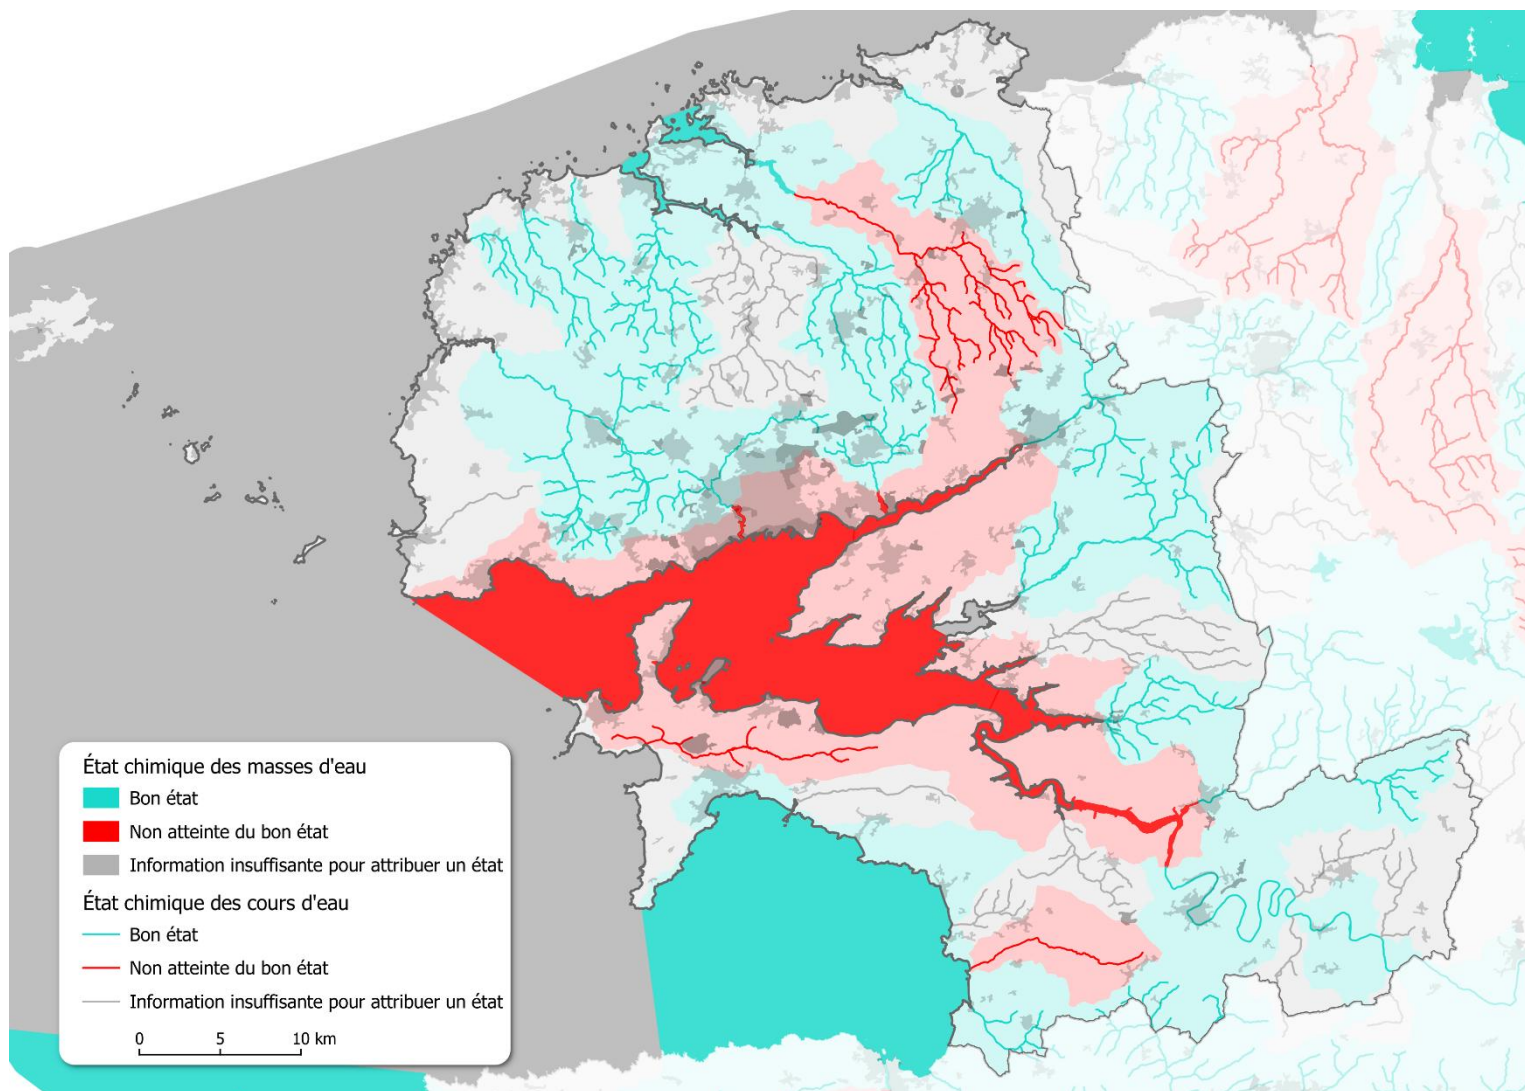 État chimique des masses d'eau
Bon état
Non atteinte du bon état
Information insuffisante pour attribuer un état
État chimique des cours d'eau
Bon état
Non atteinte du bon état
Information insuffisante pour attribuer un état
0 5 10 km